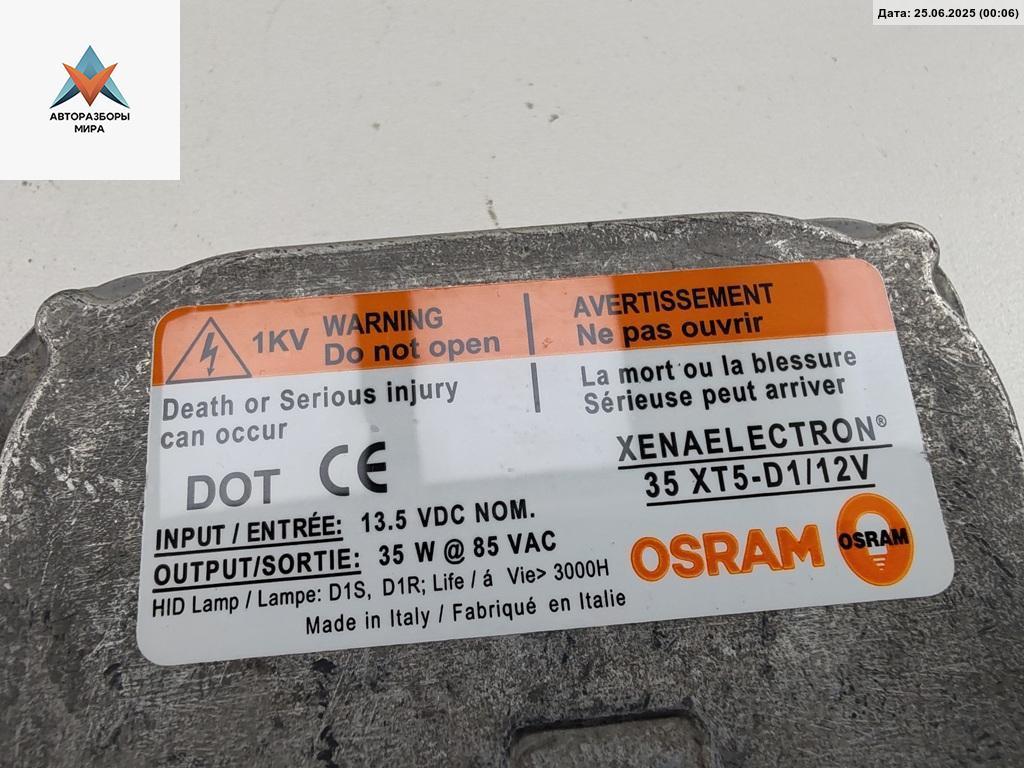 Дата: 25.06.2025 (00:06)
АВТОРАЗБОРЫ
МИРА
1KV
WARNING
Do not open
AVERTISSEMENT
Ne pas ouvrir
Death or Serious injury
can occur
La mort ou la blessure
Sérieuse peut arriver
DOT CE
XENAELECTRON®
35 XT5-D1/12V
INPUT / ENTRÉE: 13.5 VDC NOM.
OUTPUT/SORTIE: 35 W @ 85 VAC
HID Lamp / Lampe: D1S, D1R; Life / á Vie> 3000H
Made in Italy / Fabriqué en Italie
OSRAM
OSRAM